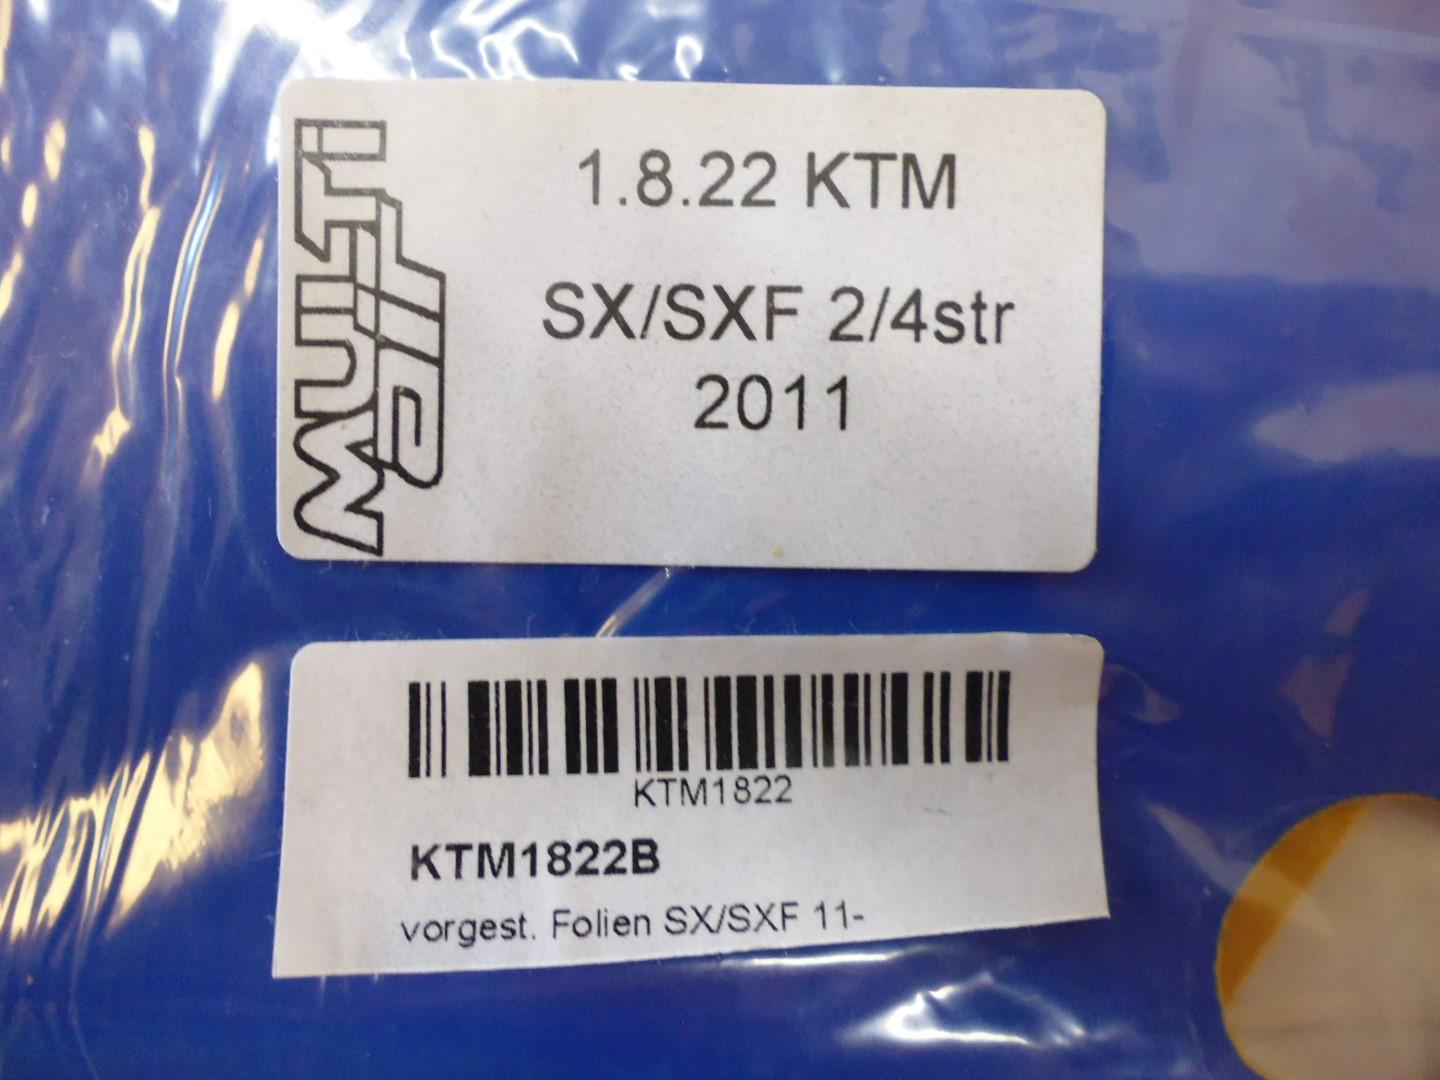 MULTI
1.8.22 KTM
SX/SXF 2/4str
2011
KTM1822
KTM1822B
vorgest. Folien SX/SXF 11-